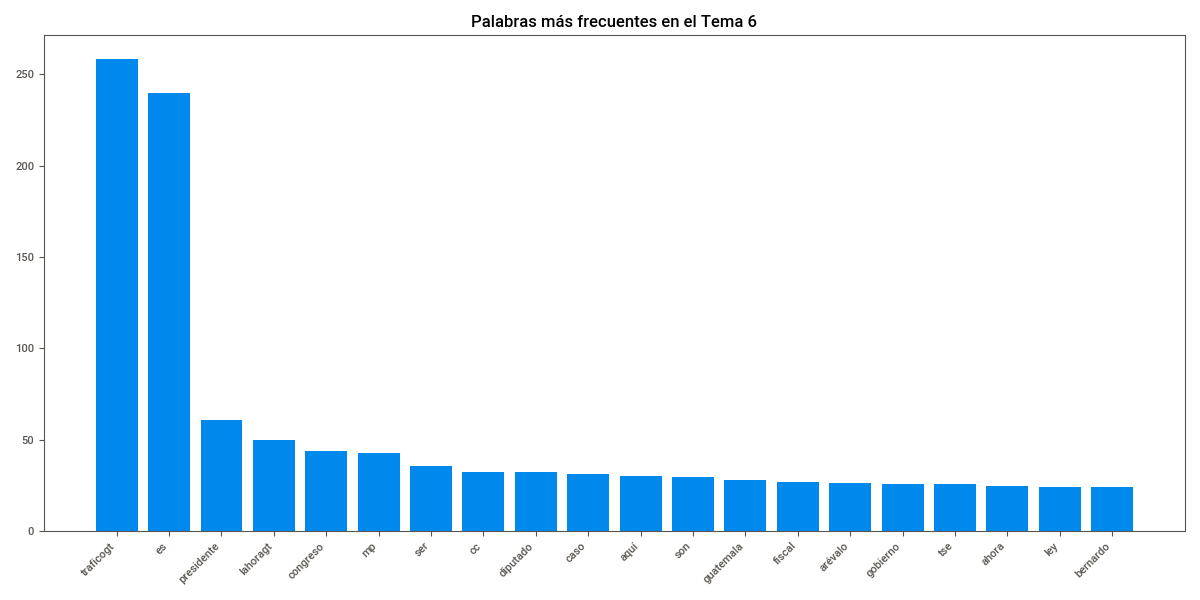 Palabras más frecuentes en el Tema 6
250
200
150
100
50
0
traficogt
es
presidente
lahoragt
congreso
mp
ser
cc
diputado
caso
aquí
son
guatemala
fiscal
arévalo
gobierno
tse
ahora
ley
bernardo